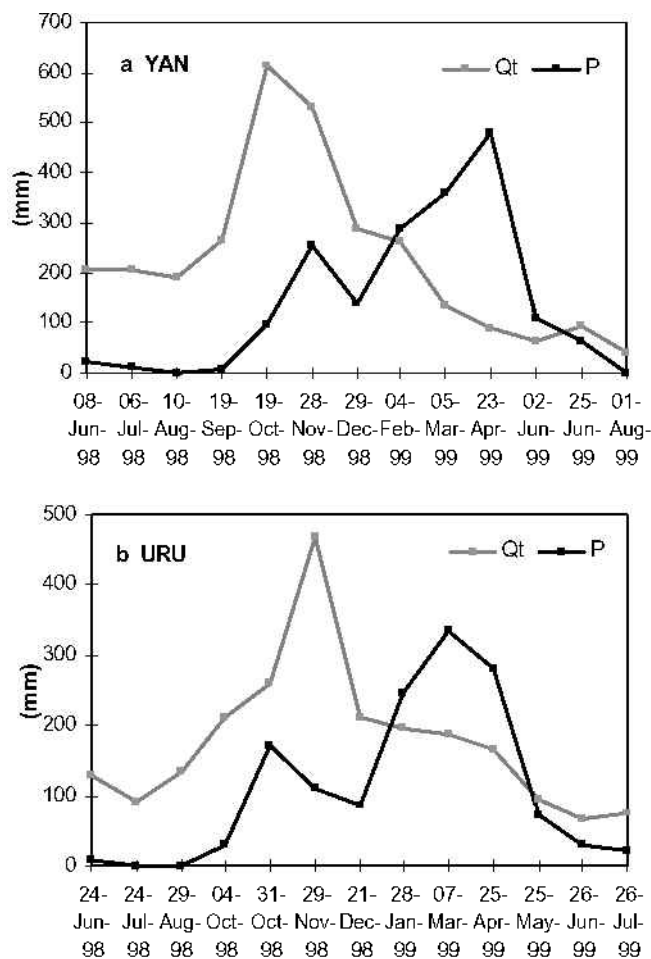 700
600
500
400
300
200
100
0
(mm)
a YAN
Qt P
08- 06- 10- 19- 19- 28- 29- 04- 05- 23- 02- 25- 01-
Jun- Jul- Aug- Sep- Oct- Nov- Dec- Feb- Mar- Apr- Jun- Jun- Aug-
98 98 98 98 98 98 98 99 99 99 99 99 99
500
400
300
200
100
0
(mm)
b URU
Qt P
24- 24- 29- 04- 31- 29- 21- 28- 07- 25- 25- 26- 26-
Jun- Jul- Aug- Oct- Oct- Nov- Dec- Jan- Mar- Apr- May- Jun- Jul-
98 98 98 98 98 98 98 99 99 99 99 99 99